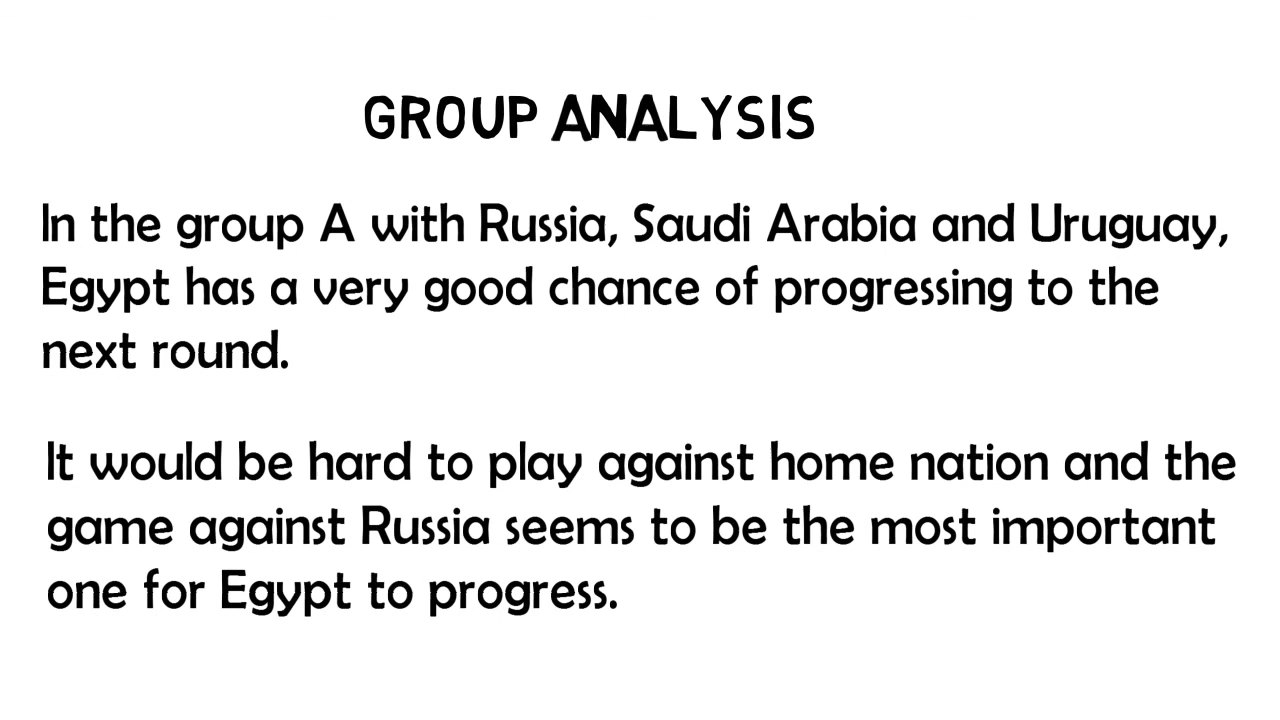 GROUP ANALYSIS
In the group A with Russia, Saudi Arabia and Uruguay,
Egypt has a very good chance of progressing to the
next round.
It would be hard to play against home nation and the
game against Russia seems to be the most important
one for Egypt to progress.